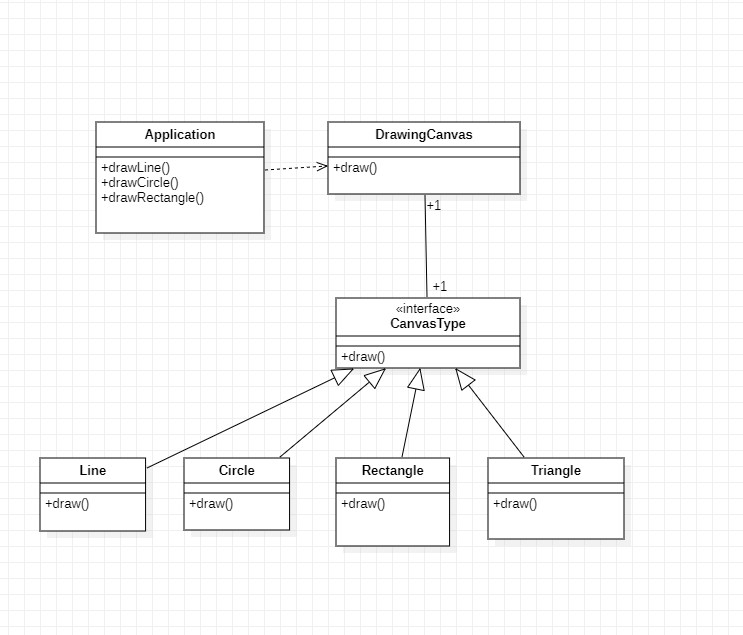 Application
+drawLine()
+drawCircle()
+drawRectangle()
DrawingCanvas
+draw()
+1
+1
«interface»
CanvasType
+draw()
Line
+draw()
Circle
+draw()
Rectangle
+draw()
Triangle
+draw()